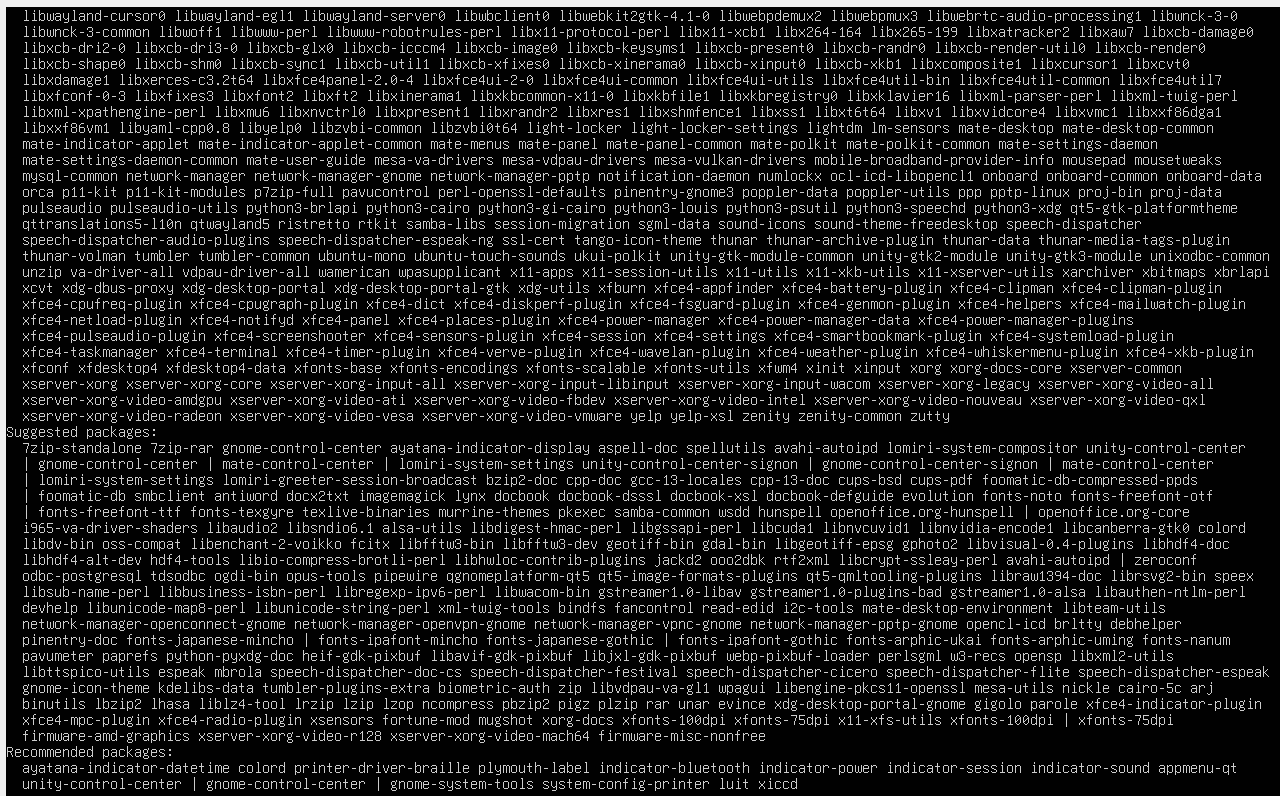 libwayland-cursor0 libwayland-egl1 libwayland-server0 libwbclient0 libwebkit2gtk-4.1-0 libwebpdemux2 libwebpmux3 libwebrtc-audio-processing1 libwnck-3-0
libwnck-3-common libwoff1 libwww-perl libwww-robotrules-perl libx11-protocol-perl libx11-xcb1 libx264-164 libx265-199 libxatracker2 libxaw7 libxcb-damage0
libxcb-dri2-0 libxcb-dri3-0 libxcb-glx0 libxcb-icccm4 libxcb-image0 libxcb-keysyms1 libxcb-present0 libxcb-randr0 libxcb-render-util0 libxcb-render0
libxcb-shape0 libxcb-shm0 libxcb-sync1 libxcb-util1 libxcb-xfixes0 libxcb-xinerama0 libxcb-xinput0 libxcb-xkb1 libxcomposite1 libxcursor1 libxcvt0
libxdamage1 libxerces-c3.2t64 libxfce4panel-2.0-4 libxfce4ui-2-0 libxfce4ui-common libxfce4ui-utils libxfce4util-bin libxfce4util-common libxfce4util7
libxfconf-0-3 libxfixes3 libxfont2 libxft2 libxinerama1 libxkbcommon-x11-0 libxkbfile1 libxkbregistry0 libxklavier16 libxml-parser-perl libxml-twig-perl
libxml-xpathengine-perl libxmu6 libxnvctrl0 libxpresent1 libxrandr2 libxres1 libxshmfence1 libxss1 libxt6t64 libxv1 libxvidcore4 libxvmc1 libxxf86dga1
libxxf86vm1 libyaml-cpp0.8 libyelp0 libzvbi-common libzvbi0t64 light-locker light-locker-settings lightdm lm-sensors mate-desktop mate-desktop-common
mate-indicator-applet mate-indicator-applet-common mate-menus mate-panel mate-panel-common mate-polkit mate-polkit-common mate-settings-daemon
mate-settings-daemon-common mate-user-guide mesa-va-drivers mesa-vdpau-drivers mesa-vulkan-drivers mobile-broadband-provider-info mousepad mousetweaks
mysql-common network-manager network-manager-gnome network-manager-pptp notification-daemon numlockx ocl-icd-libopencl1 onboard onboard-common onboard-data
orca p11-kit p11-kit-modules p7zip-full pavucontrol perl-openssl-defaults pinentry-gnome3 poppler-data poppler-utils ppp pptp-linux proj-bin proj-data
pulseaudio pulseaudio-utils python3-brlapi python3-cairo python3-gi-cairo python3-louis python3-psutil python3-speechd python3-xdg qt5-gtk-platformtheme
qttranslations5-l10n qtwayland5 ristretto rtkit samba-libs session-migration sgml-data sound-icons sound-theme-freedesktop speech-dispatcher
speech-dispatcher-audio-plugins speech-dispatcher-espeak-ng ssl-cert tango-icon-theme thunar thunar-archive-plugin thunar-data thunar-media-tags-plugin
thunar-volman tumbler tumbler-common ubuntu-mono ubuntu-touch-sounds ukui-polkit unity-gtk-module-common unity-gtk2-module unity-gtk3-module unixodbc-common
unzip va-driver-all vdpau-driver-all wamerican wpasupplicant x11-apps x11-session-utils x11-utils x11-xkb-utils x11-xserver-utils xarchiver xbitmaps xbrlapi
xcvt xdg-dbus-proxy xdg-desktop-portal xdg-desktop-portal-gtk xdg-utils xfburn xfce4-appfinder xfce4-battery-plugin xfce4-clipman xfce4-clipman-plugin
xfce4-cpufreq-plugin xfce4-cpugraph-plugin xfce4-dict xfce4-diskperf-plugin xfce4-fsguard-plugin xfce4-genmon-plugin xfce4-helpers xfce4-mailwatch-plugin
xfce4-netload-plugin xfce4-notifyd xfce4-panel xfce4-places-plugin xfce4-power-manager xfce4-power-manager-data xfce4-power-manager-plugins
xfce4-pulseaudio-plugin xfce4-screenshooter xfce4-sensors-plugin xfce4-session xfce4-settings xfce4-smartbookmark-plugin xfce4-systemload-plugin
xfce4-taskmanager xfce4-terminal xfce4-timer-plugin xfce4-verve-plugin xfce4-wavelan-plugin xfce4-weather-plugin xfce4-whiskermenu-plugin xfce4-xkb-plugin
xfconf xfdesktop4 xfdesktop4-data xfonts-base xfonts-encodings xfonts-scalable xfonts-utils xfwm4 xinit xinput xorg xorg-docs-core xserver-common
xserver-xorg xserver-xorg-core xserver-xorg-input-all xserver-xorg-input-libinput xserver-xorg-input-wacom xserver-xorg-legacy xserver-xorg-video-all
xserver-xorg-video-amdgpu xserver-xorg-video-ati xserver-xorg-video-fbdev xserver-xorg-video-intel xserver-xorg-video-nouveau xserver-xorg-video-qxl
xserver-xorg-video-radeon xserver-xorg-video-vesa xserver-xorg-video-vmware yelp yelp-xsl zenity zenity-common zutty
Suggested packages:
7zip-standalone 7zip-rar gnome-control-center ayatana-indicator-display aspell-doc spellutils avahi-autoipd lomiri-system-compositor unity-control-center
| gnome-control-center | mate-control-center | lomiri-system-settings unity-control-center-signon | gnome-control-center-signon | mate-control-center
| lomiri-system-settings lomiri-greeter-session-broadcast bzip2-doc cpp-doc gcc-13-locales cpp-13-doc cups-bsd cups-pdf foomatic-db-compressed-ppds
| foomatic-db smbclient antiword docx2txt imagemagick lynx docbook docbook-dsssl docbook-xsl docbook-defguide evolution fonts-noto fonts-freefont-otf
| fonts-freefont-ttf fonts-texgyre texlive-binaries murrine-themes pkexec samba-common wsdd hunspell openoffice.org-hunspell | openoffice.org-core
i965-va-driver-shaders libaudio2 libsndio6.1 alsa-utils libdigest-hmac-perl libgssapi-perl libcuda1 libnvcuvid1 libnvidia-encode1 libcanberra-gtk0 colord
libdv-bin oss-compat libenchant-2-voikko fcitx libfftw3-bin libfftw3-dev geotiff-bin gdal-bin libgeotiff-epsg gphoto2 libvisual-0.4-plugins libhdf4-doc
libhdf4-alt-dev hdf4-tools libio-compress-brotli-perl libhwloc-contrib-plugins jackd2 ooo2dbk rtf2xml libcrypt-ssleay-perl avahi-autoipd | zeroconf
odbc-postgresql tdsodbc ogdi-bin opus-tools pipewire qgnomeplatform-qt5 qt5-image-formats-plugins qt5-qmltooling-plugins libraw1394-doc librsvg2-bin speex
libsub-name-perl libbusiness-isbn-perl libregexp-ipv6-perl libwacom-bin gstreamer1.0-libav gstreamer1.0-plugins-bad gstreamer1.0-alsa libauthen-ntlm-perl
devhelp libunicode-map8-perl libunicode-string-perl xml-twig-tools bindfs fancontrol read-edid i2c-tools mate-desktop-environment libteam-utils
network-manager-openconnect-gnome network-manager-openvpn-gnome network-manager-vpnc-gnome network-manager-pptp-gnome opencl-icd brltty debhelper
pinentry-doc fonts-japanese-mincho | fonts-ipafont-mincho fonts-japanese-gothic | fonts-ipafont-gothic fonts-arphic-ukai fonts-arphic-uming fonts-nanum
pavumeter paprefs python-pyxdg-doc heif-gdk-pixbuf libavif-gdk-pixbuf libjxl-gdk-pixbuf webp-pixbuf-loader perlsgml w3-recs opensp libxml2-utils
libttspico-utils espeak mbrola speech-dispatcher-doc-cs speech-dispatcher-festival speech-dispatcher-cicero speech-dispatcher-flite speech-dispatcher-espeak
gnome-icon-theme kdelibs-data tumbler-plugins-extra biometric-auth zip libvdpau-va-gl1 wpagui libengine-pkcs11-openssl mesa-utils nickle cairo-5c arj
binutils lbzip2 lhasa liblz4-tool lrzip lzip lzop ncompress pbzip2 pigz plzip rar unar evince xdg-desktop-portal-gnome gigolo parole xfce4-indicator-plugin
xfce4-mpc-plugin xfce4-radio-plugin xsensors fortune-mod mugshot xorg-docs xfonts-100dpi xfonts-75dpi x11-xfs-utils xfonts-100dpi | xfonts-75dpi
firmware-amd-graphics xserver-xorg-video-r128 xserver-xorg-video-mach64 firmware-misc-nonfree
Recommended packages:
ayatana-indicator-datetime colord printer-driver-braille plymouth-label indicator-bluetooth indicator-power indicator-session indicator-sound appmenu-qt
unity-control-center | gnome-control-center | gnome-system-tools system-config-printer luit xiccd